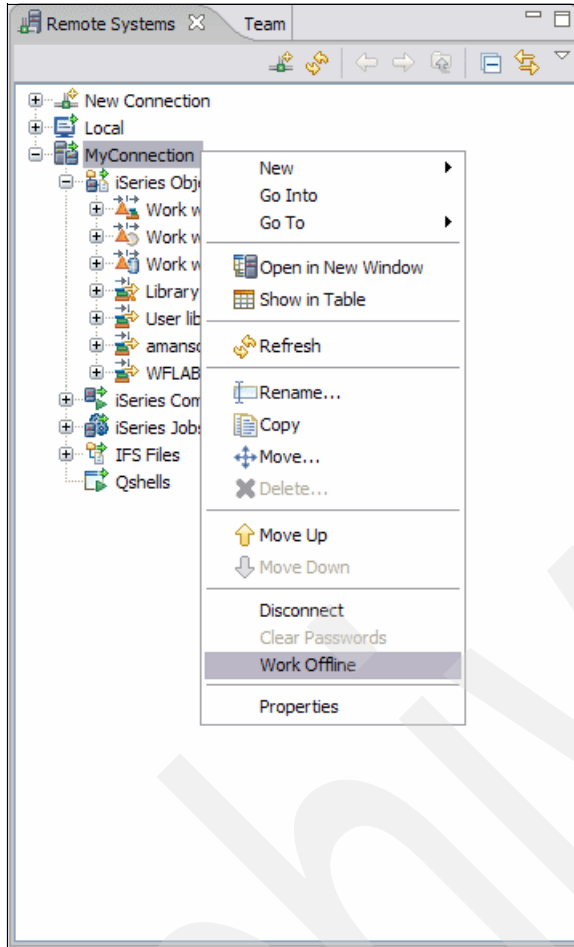 Remote Systems
Team
New Connection
Local
MyConnection
iSeries Obj
Work w
Work w
Work w
Library
User lib
amansc
WFLAB
iSeries Com
iSeries Jobs
IFS Files
Qshells
New
Go Into
Go To
Open in New Window
Show in Table
Refresh
Rename...
Copy
Move...
Delete...
Move Up
Move Down
Disconnect
Clear Passwords
Work Offline
Properties